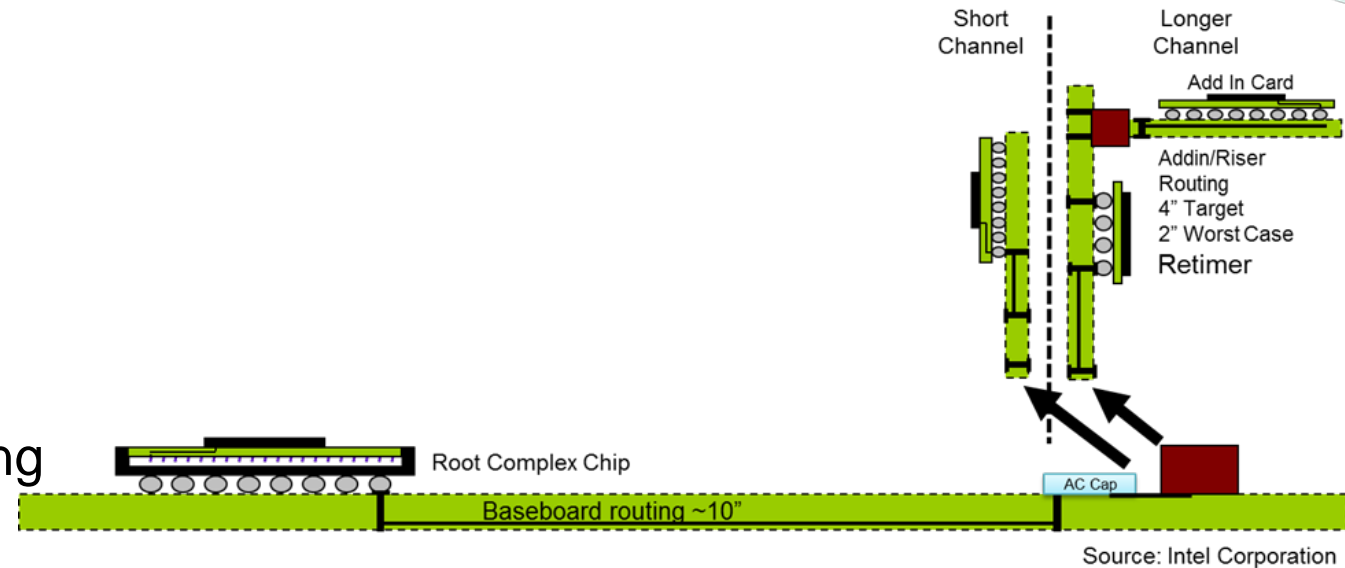 Short
Channel
Longer
Channel
Add In Card
Addin/Riser
Routing
4” Target
2” Worst Case
Retimer
ng
Root Complex Chip
AC Cap
Baseboard routing ~10”
Source: Intel Corporation